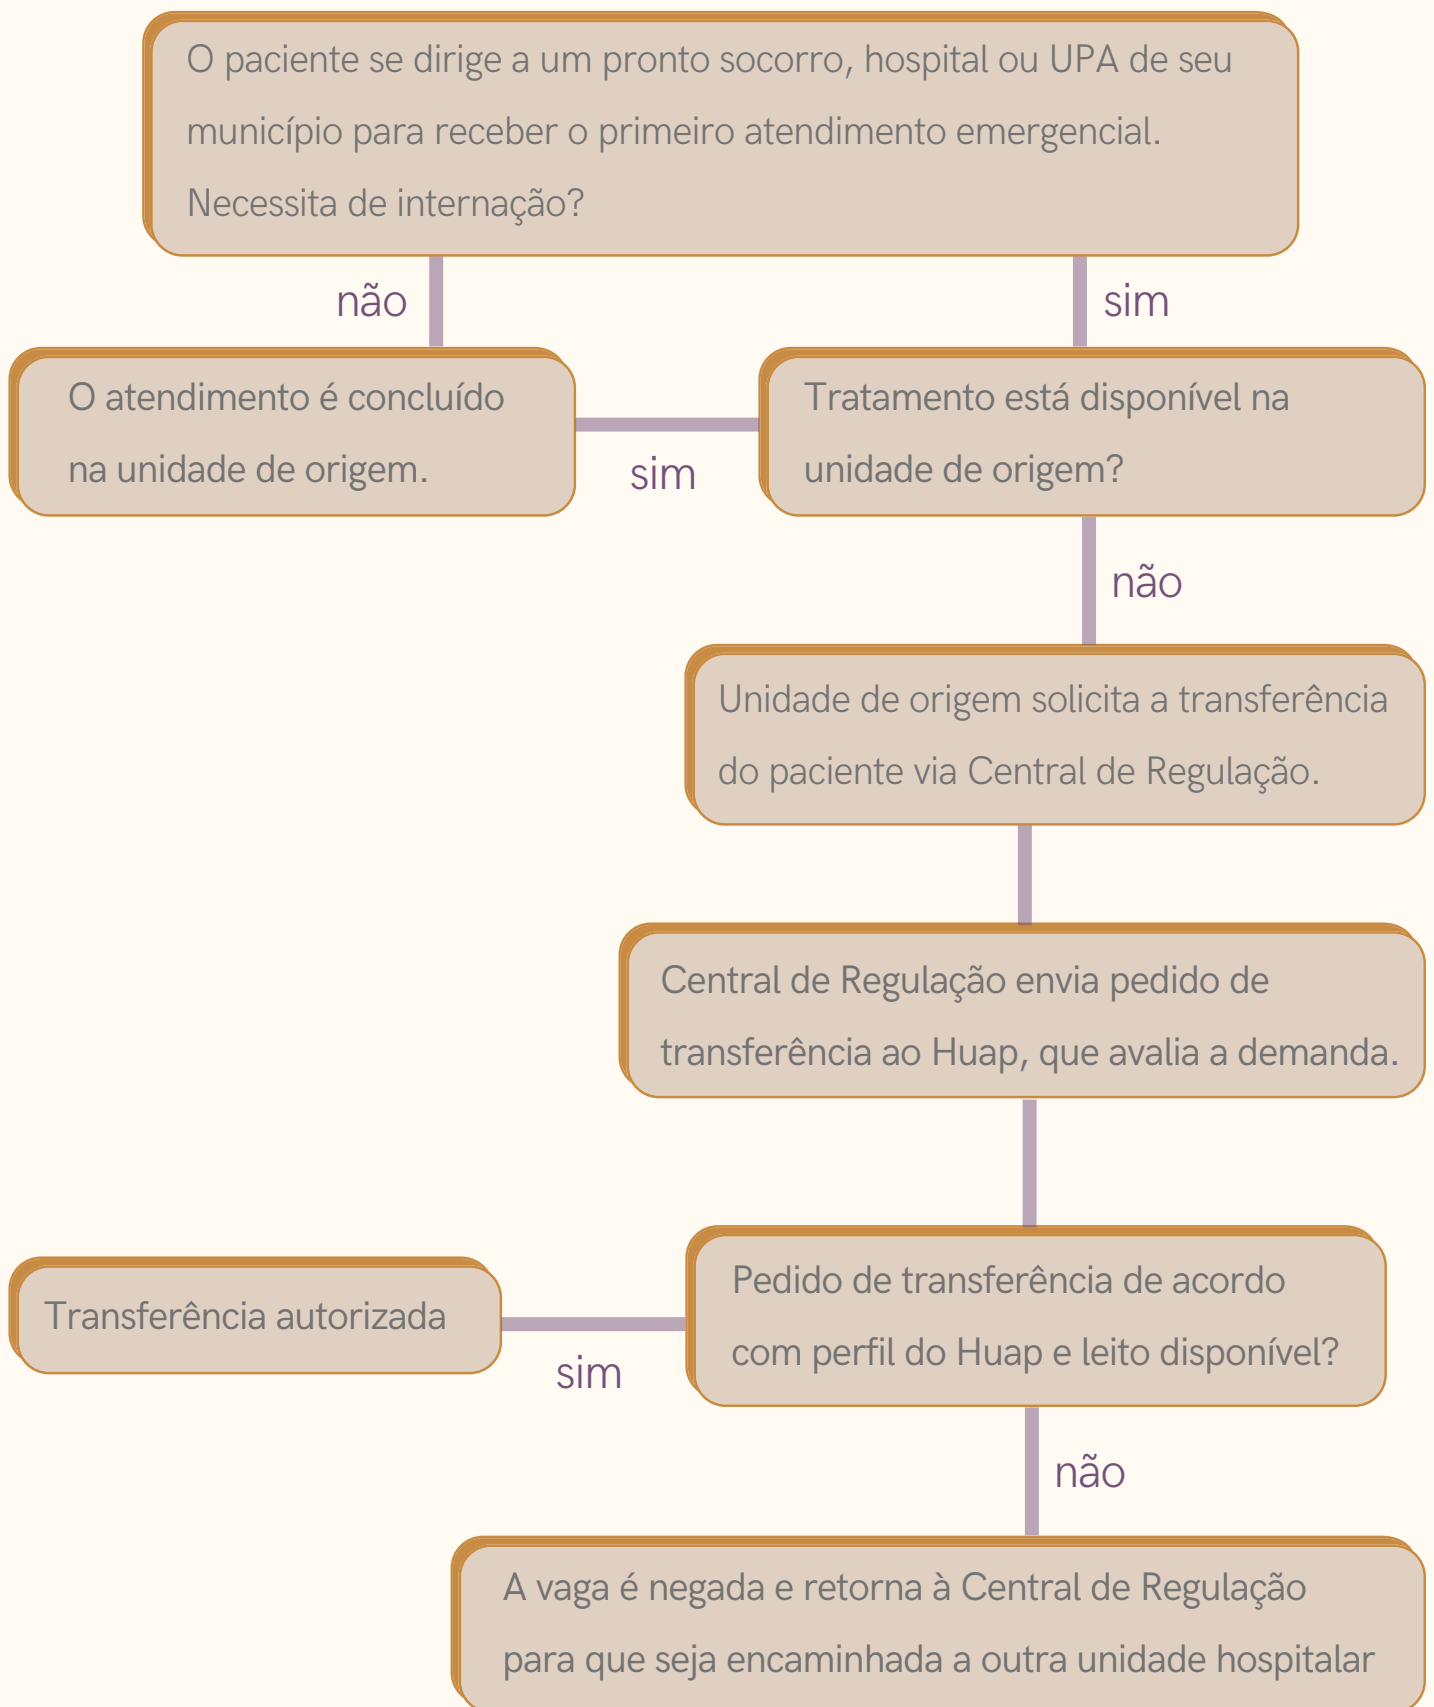 O paciente se dirige a um pronto socorro, hospital ou UPA de seu
município para receber o primeiro atendimento emergencial.
Necessita de internação?
não
sim
O atendimento é concluído
na unidade de origem.
sim
Tratamento está disponível na
unidade de origem?
não
Unidade de origem solicita a transferência
do paciente via Central de Regulação.
Central de Regulação envia pedido de
transferência ao Huap, que avalia a demanda.
Pedido de transferência de acordo
com perfil do Huap e leito disponível?
sim
Transferência autorizada
não
A vaga é negada e retorna à Central de Regulação
para que seja encaminhada a outra unidade hospitalar